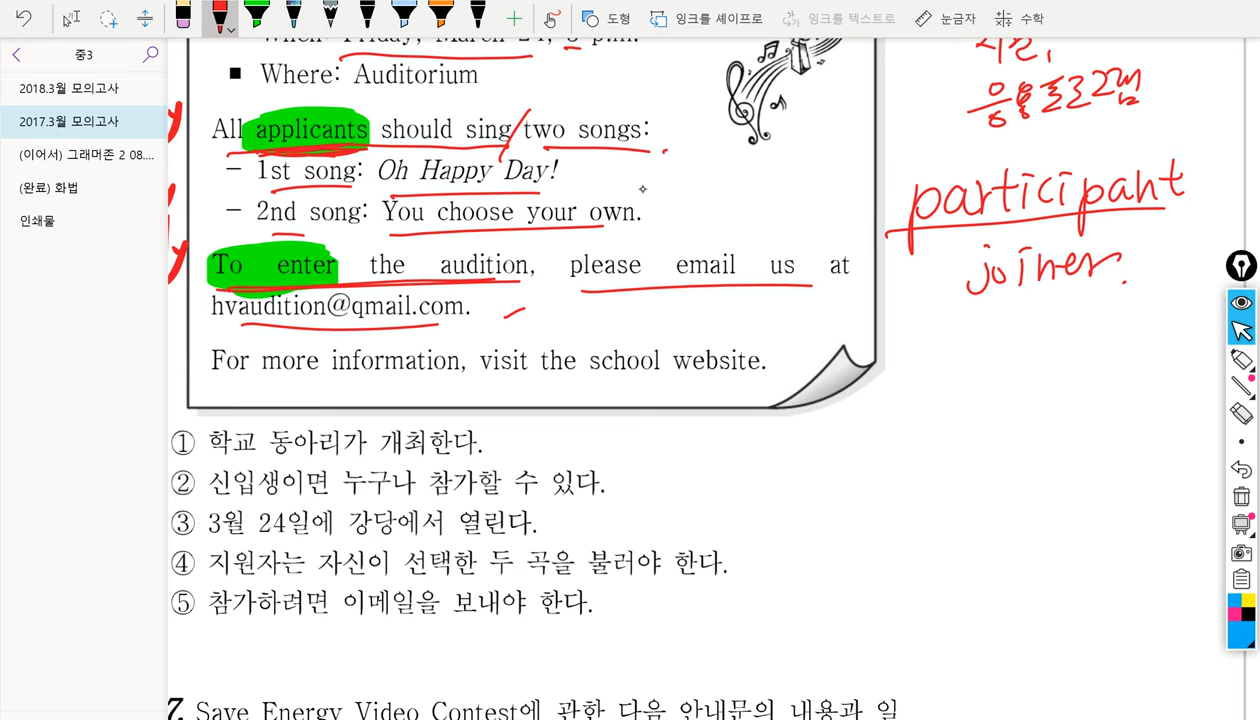 도형
잉크를 셰이프로
잉크를 텍스트로
눈금자
수학
중3
2018.3월 모의고사
2017.3월 모의고사
(이어서) 그래머존 2 08....
(완료) 화법
인쇄물
When: Friday, March 24, p.m.
■ Where: Auditorium
All applicants should sing two songs:
- 1st song: Oh Happy Day!
- 2nd song: You choose your own.
To enter the audition, please email us at
hvaudition@qmail.com.
For more information, visit the school website.
응용프로그램
participant
joiner.
① 학교 동아리가 개최한다.
② 신입생이면 누구나 참가할 수 있다.
③ 3월 24일에 강당에서 열린다.
④ 지원자는 자신이 선택한 두 곡을 불러야 한다.
⑤ 참가하려면 이메일을 보내야 한다.
7. Save Energy Video Contest에 관한 다음 안내문의 내용과 일